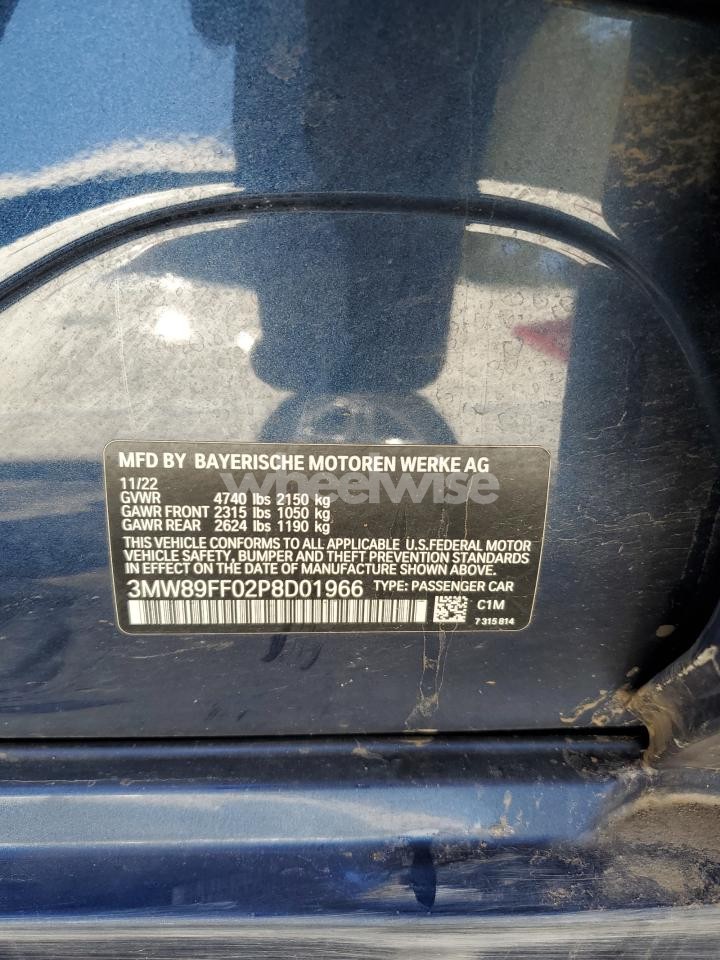 MFD BY BAYERISCHE MOTOREN WERKE AG
11/22
GVWR 4740 lbs 2150 kg
GAWR FRONT 2315 lbs 1050 kg
GAWR REAR 2624 lbs 1190 kg
THIS VEHICLE CONFORMS TO ALL APPLICABLE U.S.FEDERAL MOTOR
VEHICLE SAFETY, BUMPER AND THEFT PREVENTION STANDARDS
IN EFFECT ON THE DATE OF MANUFACTURE SHOWN ABOVE.
3MW89FF02P8D01966 TYPE: PASSENGER CAR
C1M
7 315 814
wheelwise